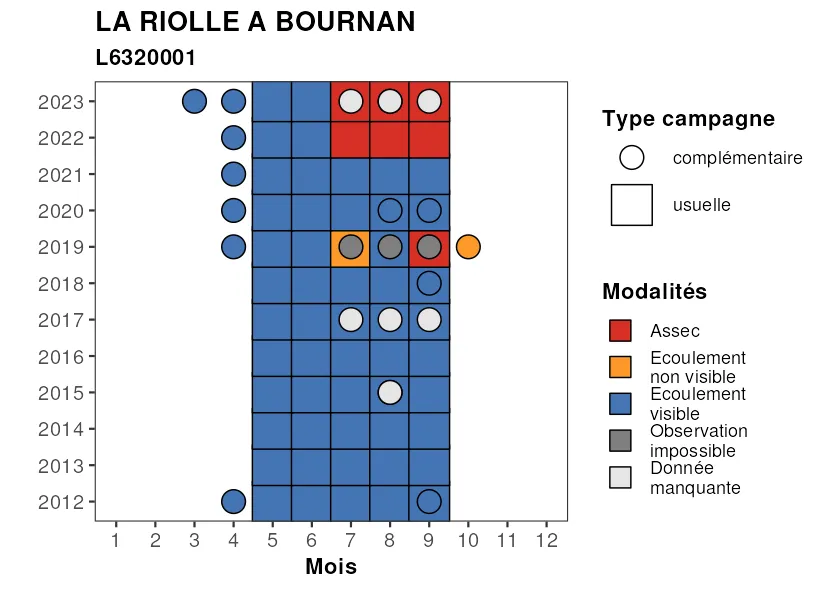 LA RIOLLE A BOURNAN
L6320001
2023
2022
2021
2020
2019
2018
2017
2016
2015
2014
2013
2012
1 2 3 4 5 6 7 8 9 10 11 12
Mois
Type campagne
complémentaire
usuelle
Modalités
Assec
Ecoulement
non visible
Ecoulement
visible
Observation
impossible
Donnée
manquante